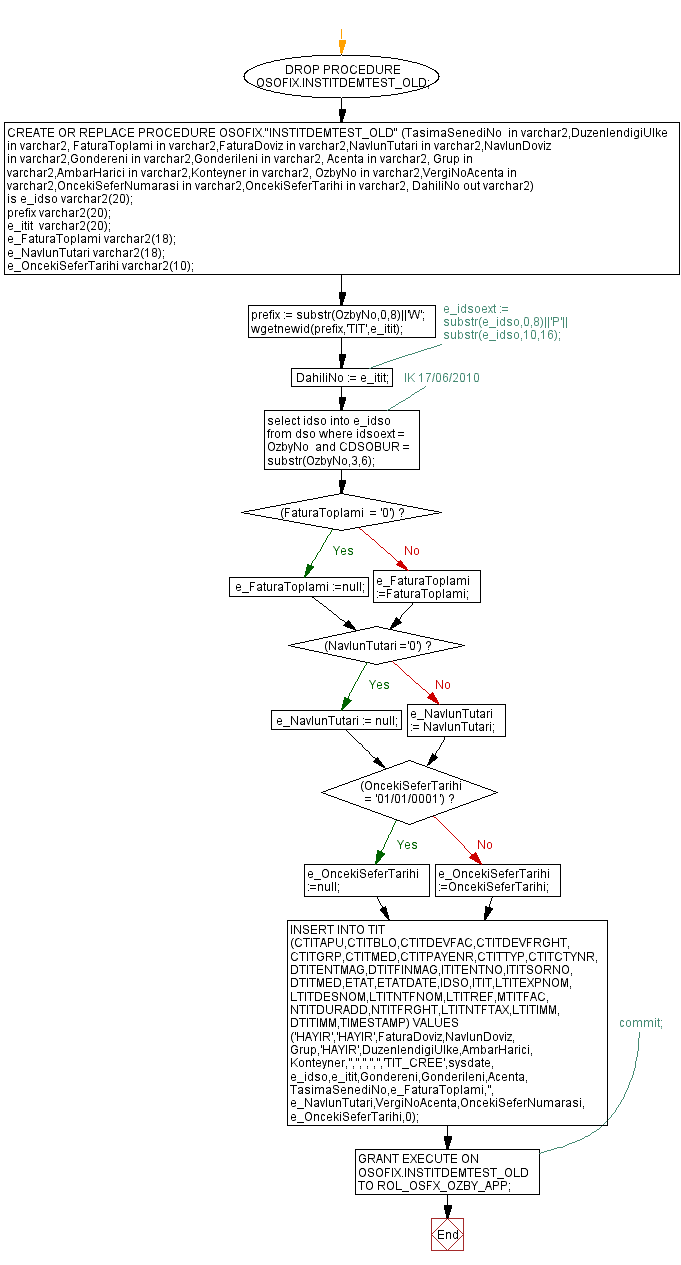 DROP PROCEDURE
OSOFIX.INSTITDEMTEST_OLD;
CREATE OR REPLACE PROCEDURE OSOFIX."INSTITDEMTEST_OLD" (TasimaSenediNo  in varchar2,DuzenlendigiUlke
in varchar2, FaturaToplami in varchar2,FaturaDoviz in varchar2,NavlunTutari in varchar2,NavlunDoviz
in varchar2,Gondereni in varchar2,Gonderileni in varchar2, Acenta in varchar2, Grup in
varchar2,AmbarHarici in varchar2,Konteyner in varchar2, OzbyNo in varchar2,VergiNoAcenta in
varchar2,OncekiSeferNumarasi in varchar2,OncekiSeferTarihi in varchar2, DahiliNo out varchar2)
is e_idso varchar2(20);
prefix varchar2(20);
e_itit  varchar2(20);
e_FaturaToplami varchar2(18);
e_NavlunTutari varchar2(18);
e_OncekiSeferTarihi varchar2(10);
prefix := substr(OzbyNo,0,8)||'W';
wgetnewid(prefix,'TIT',e_itit);
e_idsoext :=
substr(e_idso,0,8)||'P'||
substr(e_idso,10,16);
DahiliNo := e_itit;
IK 17/06/2010
select idso into e_idso
from dso where idsoext =
OzbyNo  and CDSOBUR =
substr(OzbyNo,3,6);
(FaturaToplami  = '0') ?
Yes
No
e_FaturaToplami :=null;
e_FaturaToplami
:=FaturaToplami;
(NavlunTutari ='0') ?
Yes
No
e_NavlunTutari := null;
e_NavlunTutari
:= NavlunTutari;
(OncekiSeferTarihi
= '01/01/0001') ?
Yes
No
e_OncekiSeferTarihi
:=null;
e_OncekiSeferTarihi
:=OncekiSeferTarihi;
INSERT INTO TIT
(CTITAPU,CTITBLO,CTITDEVFAC,CTITDEVFRGHT,
CTITGRP,CTITMED,CTITPAYENR,CTITTYP,CTITCTYNR,
DTITENTMAG,DTITFINMAG,ITITENTNO,ITITSORNO,
DTITMED,ETAT,ETATDATE,IDSO,ITIT,LTITEXPNOM,
LTITDESNOM,LTITNTFNOM,LTITREF,MTITFAC,
NTITDURADD,NTITFRGHT,LTITNTFTAX,LTITIMM,
DTITIMM,TIMESTAMP) VALUES
('HAYIR','HAYIR',FaturaDoviz,NavlunDoviz,
Grup,'HAYIR',DuzenlendigiUlke,AmbarHarici,
Konteyner,'','','','','','TIT_CREE',sysdate,
e_idso,e_itit,Gondereni,Gonderileni,Acenta,
TasimaSenediNo,e_FaturaToplami,'',
e_NavlunTutari,VergiNoAcenta,OncekiSeferNumarasi,
e_OncekiSeferTarihi,0);
commit;
GRANT EXECUTE ON
OSOFIX.INSTITDEMTEST_OLD
TO ROL_OSFX_OZBY_APP;
End